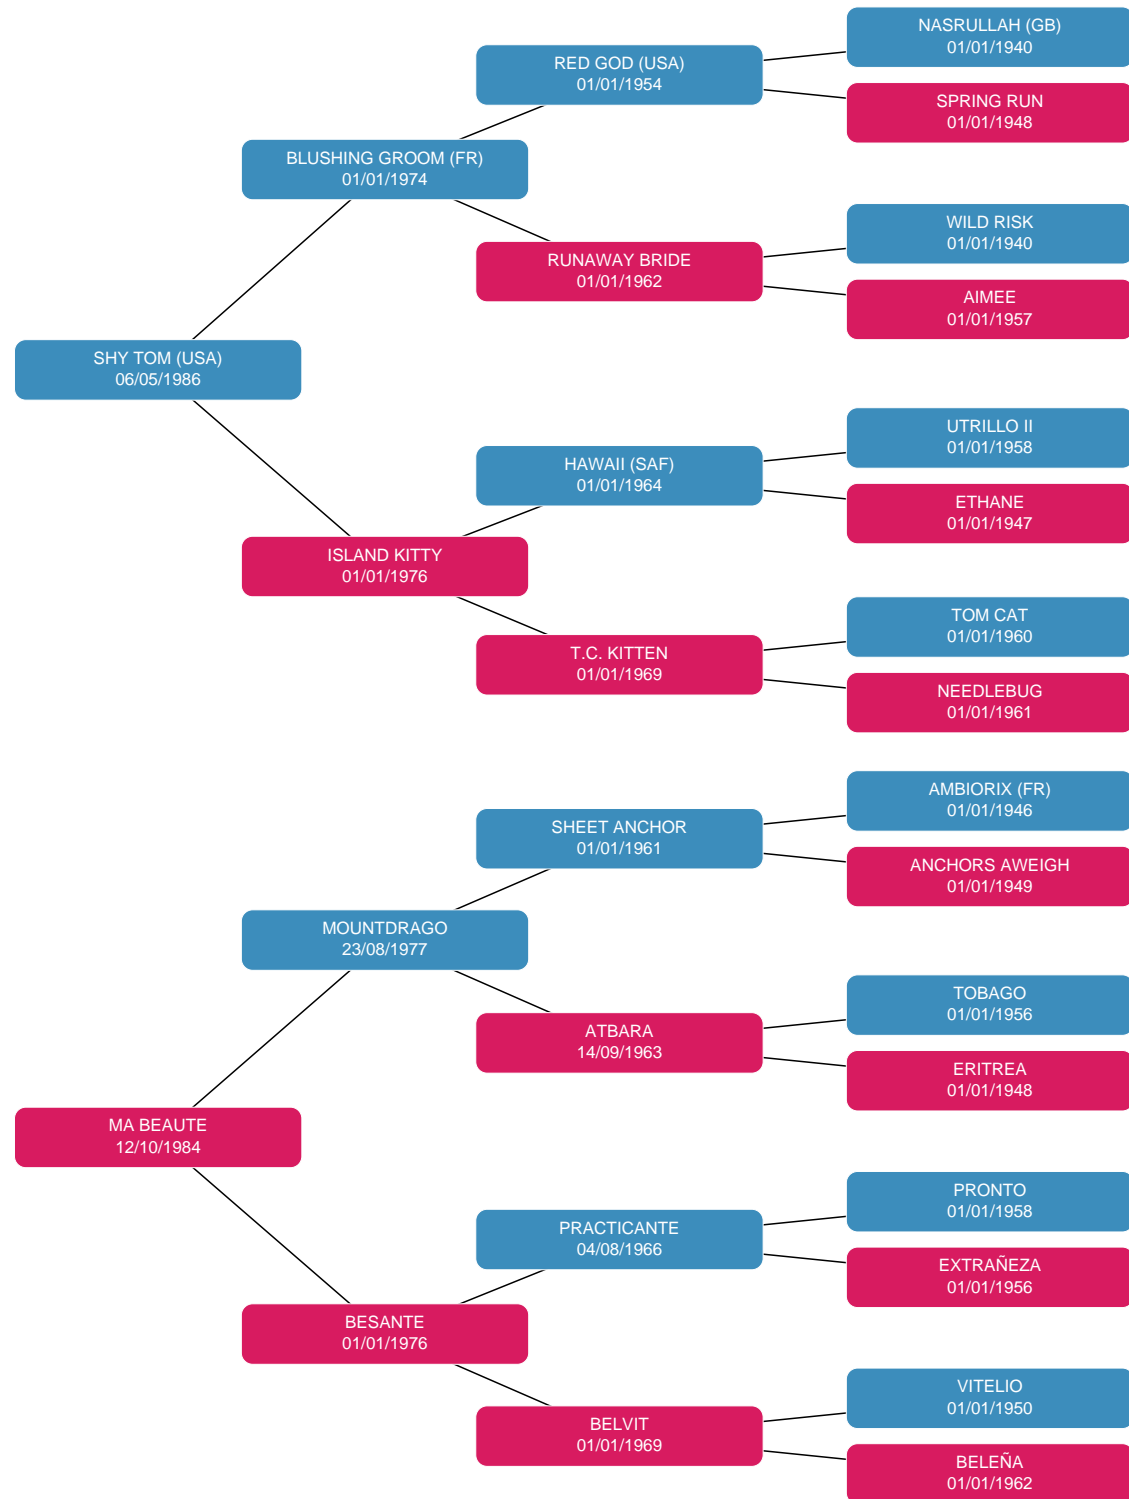 NASRULLAH (GB)
01/01/1940
RED GOD (USA)
01/01/1954
SPRING RUN
01/01/1948
BLUSHING GROOM (FR)
01/01/1974
WILD RISK
01/01/1940
RUNAWAY BRIDE
01/01/1962
AIMEE
01/01/1957
SHY TOM (USA)
06/05/1986
UTRILLO II
01/01/1958
HAWAII (SAF)
01/01/1964
ETHANE
01/01/1947
ISLAND KITTY
01/01/1976
TOM CAT
01/01/1960
T.C. KITTEN
01/01/1969
NEEDLEBUG
01/01/1961
AMBIORIX (FR)
01/01/1946
SHEET ANCHOR
01/01/1961
ANCHORS AWEIGH
01/01/1949
MOUNTDRAGO
23/08/1977
TOBAGO
01/01/1956
ATBARA
14/09/1963
ERITREA
01/01/1948
MA BEAUTE
12/10/1984
PRONTO
01/01/1958
PRACTICANTE
04/08/1966
EXTRAÑEZA
01/01/1956
BESANTE
01/01/1976
VITELIO
01/01/1950
BELVIT
01/01/1969
BELEÑA
01/01/1962